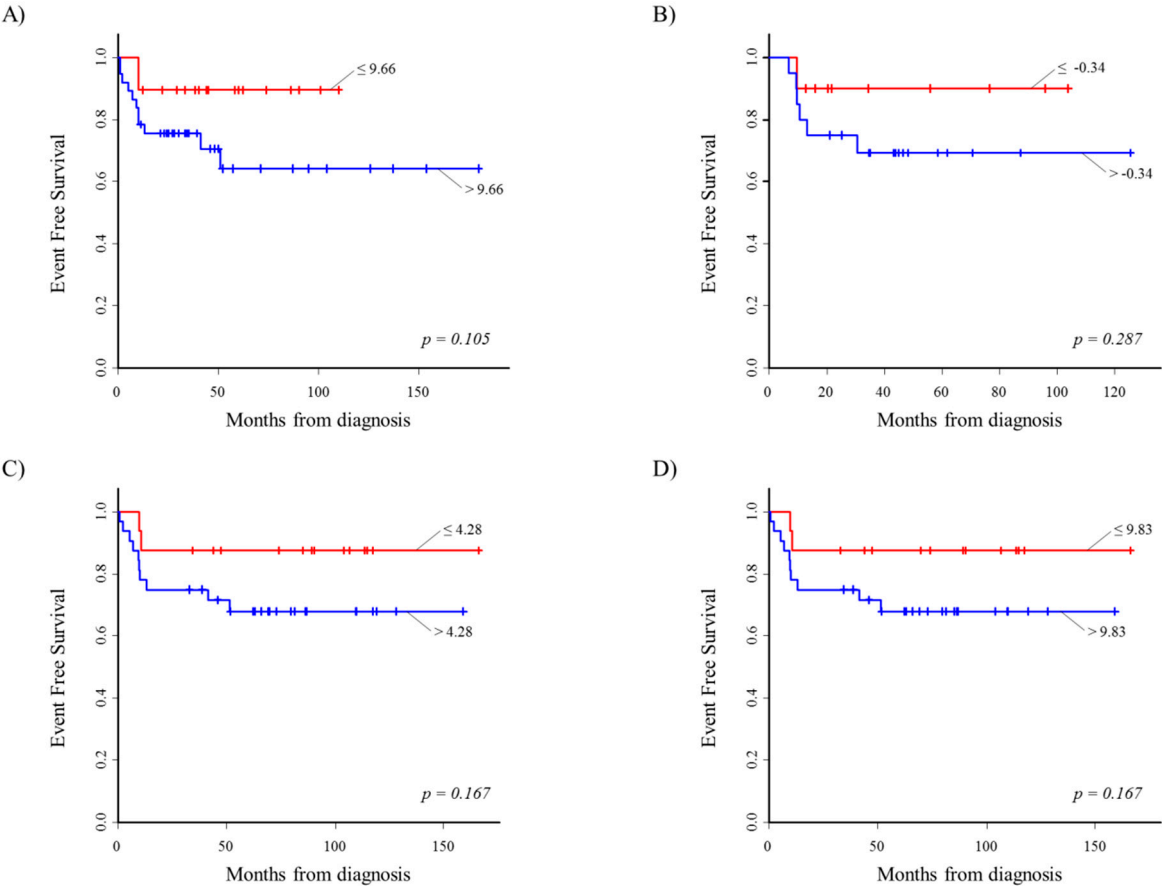 A)
Event Free Survival
1.0
0.8
0.6
0.4
0.2
0.0
≤ 9.66
> 9.66
p = 0.105
0 50 100 150
Months from diagnosis
B)
Event Free Survival
1.0
0.8
0.6
0.4
0.2
0.0
≤ -0.34
> -0.34
p = 0.287
0 20 40 60 80 100 120
Months from diagnosis
C)
Event Free Survival
1.0
0.8
0.6
0.4
0.2
0.0
≤ 4.28
> 4.28
p = 0.167
0 50 100 150
Months from diagnosis
D)
Event Free Survival
1.0
0.8
0.6
0.4
0.2
0.0
≤ 9.83
> 9.83
p = 0.167
0 50 100 150
Months from diagnosis